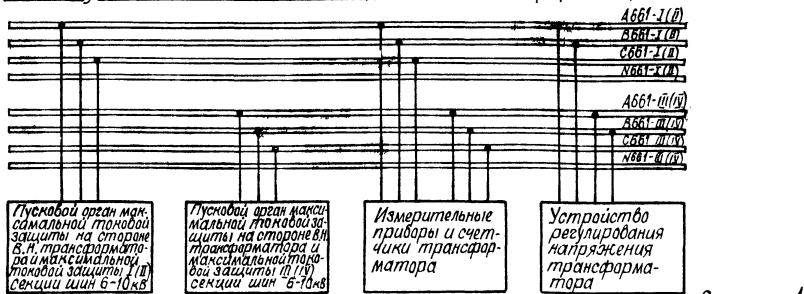 А661-I(II)
В661-I(II)
С661-I(II)
N661-I(II)
А661-III(IV)
В661-III(IV)
С661-III(IV)
N661-III(IV)
Пусковой орган мак-
симальной токовой
защиты на стороне
В.Н. трансформато-
ра и максимальной
токовой защиты I(II)
секции шин 6-10кв
Пусковой орган макси-
мальной токовой за-
щиты на стороне В.Н.
трансформатора и
максимальной токо-
вой защиты III(IV)
секции шин 6-10кв
Измерительные
приборы и счет-
чики трансфор-
матора
Устройство
регулирования
напряжения
трансформа-
тора